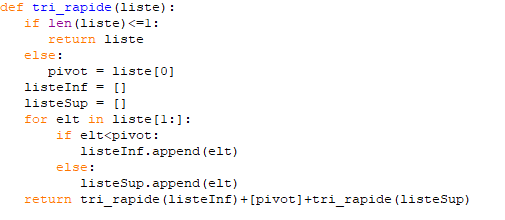 def tri_rapide(liste):
   if len(liste)<=1:
      return liste
   else:
      pivot = liste[0]
   listeInf = []
   listeSup = []
   for elt in liste[1:]:
       if elt<pivot:
          listeInf.append(elt)
       else:
          listeSup.append(elt)
   return tri_rapide(listeInf)+[pivot]+tri_rapide(listeSup)